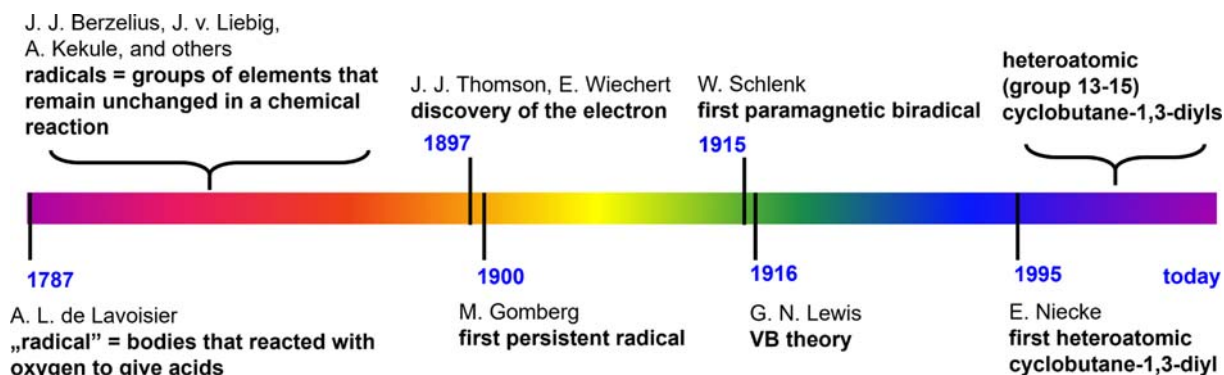 J. J. Berzelius, J. v. Liebig,
A. Kekule, and others
radicals = groups of elements that
remain unchanged in a chemical
reaction
J. J. Thomson, E. Wiechert
discovery of the electron
1897
W. Schlenk
first paramagnetic biradical
1915
heteroatomic
(group 13-15)
cyclobutane-1,3-diyls
1787
A. L. de Lavoisier
„radical” = bodies that reacted with
oxygen to give acids
1900
M. Gomberg
first persistent radical
1916
G. N. Lewis
VB theory
1995
E. Niecke
first heteroatomic
cyclobutane-1,3-diyl
today